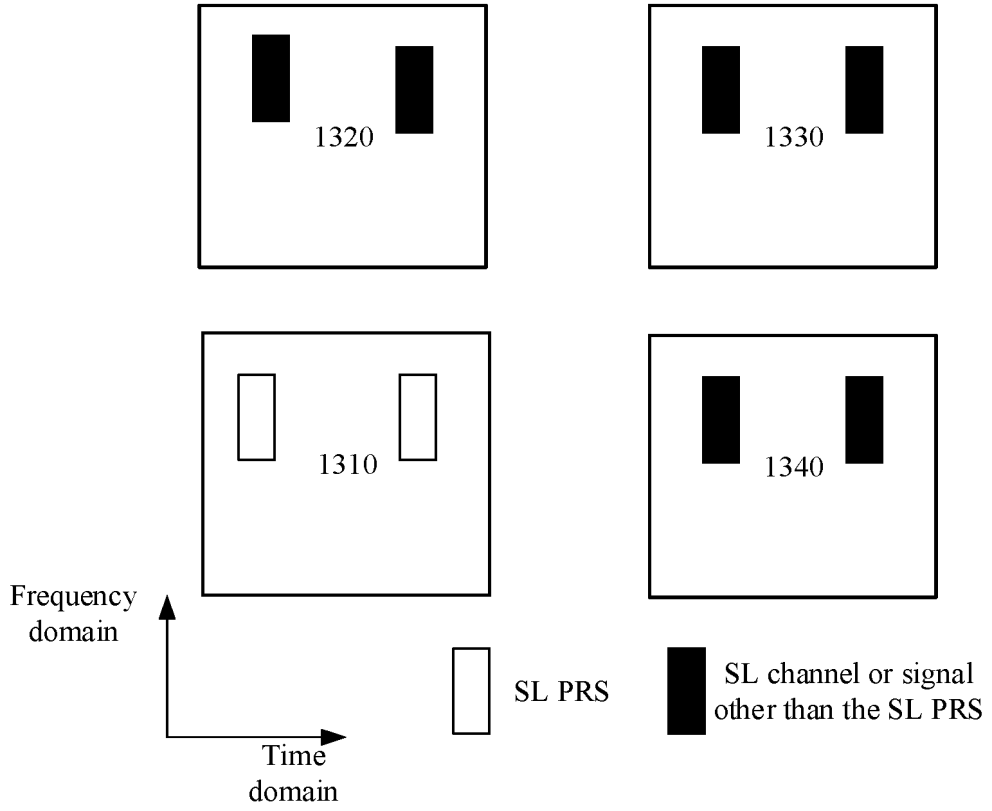 1320
1330
1310
1340
Frequency
domain
SL PRS
SL channel or signal
other than the SL PRS
Time
domain